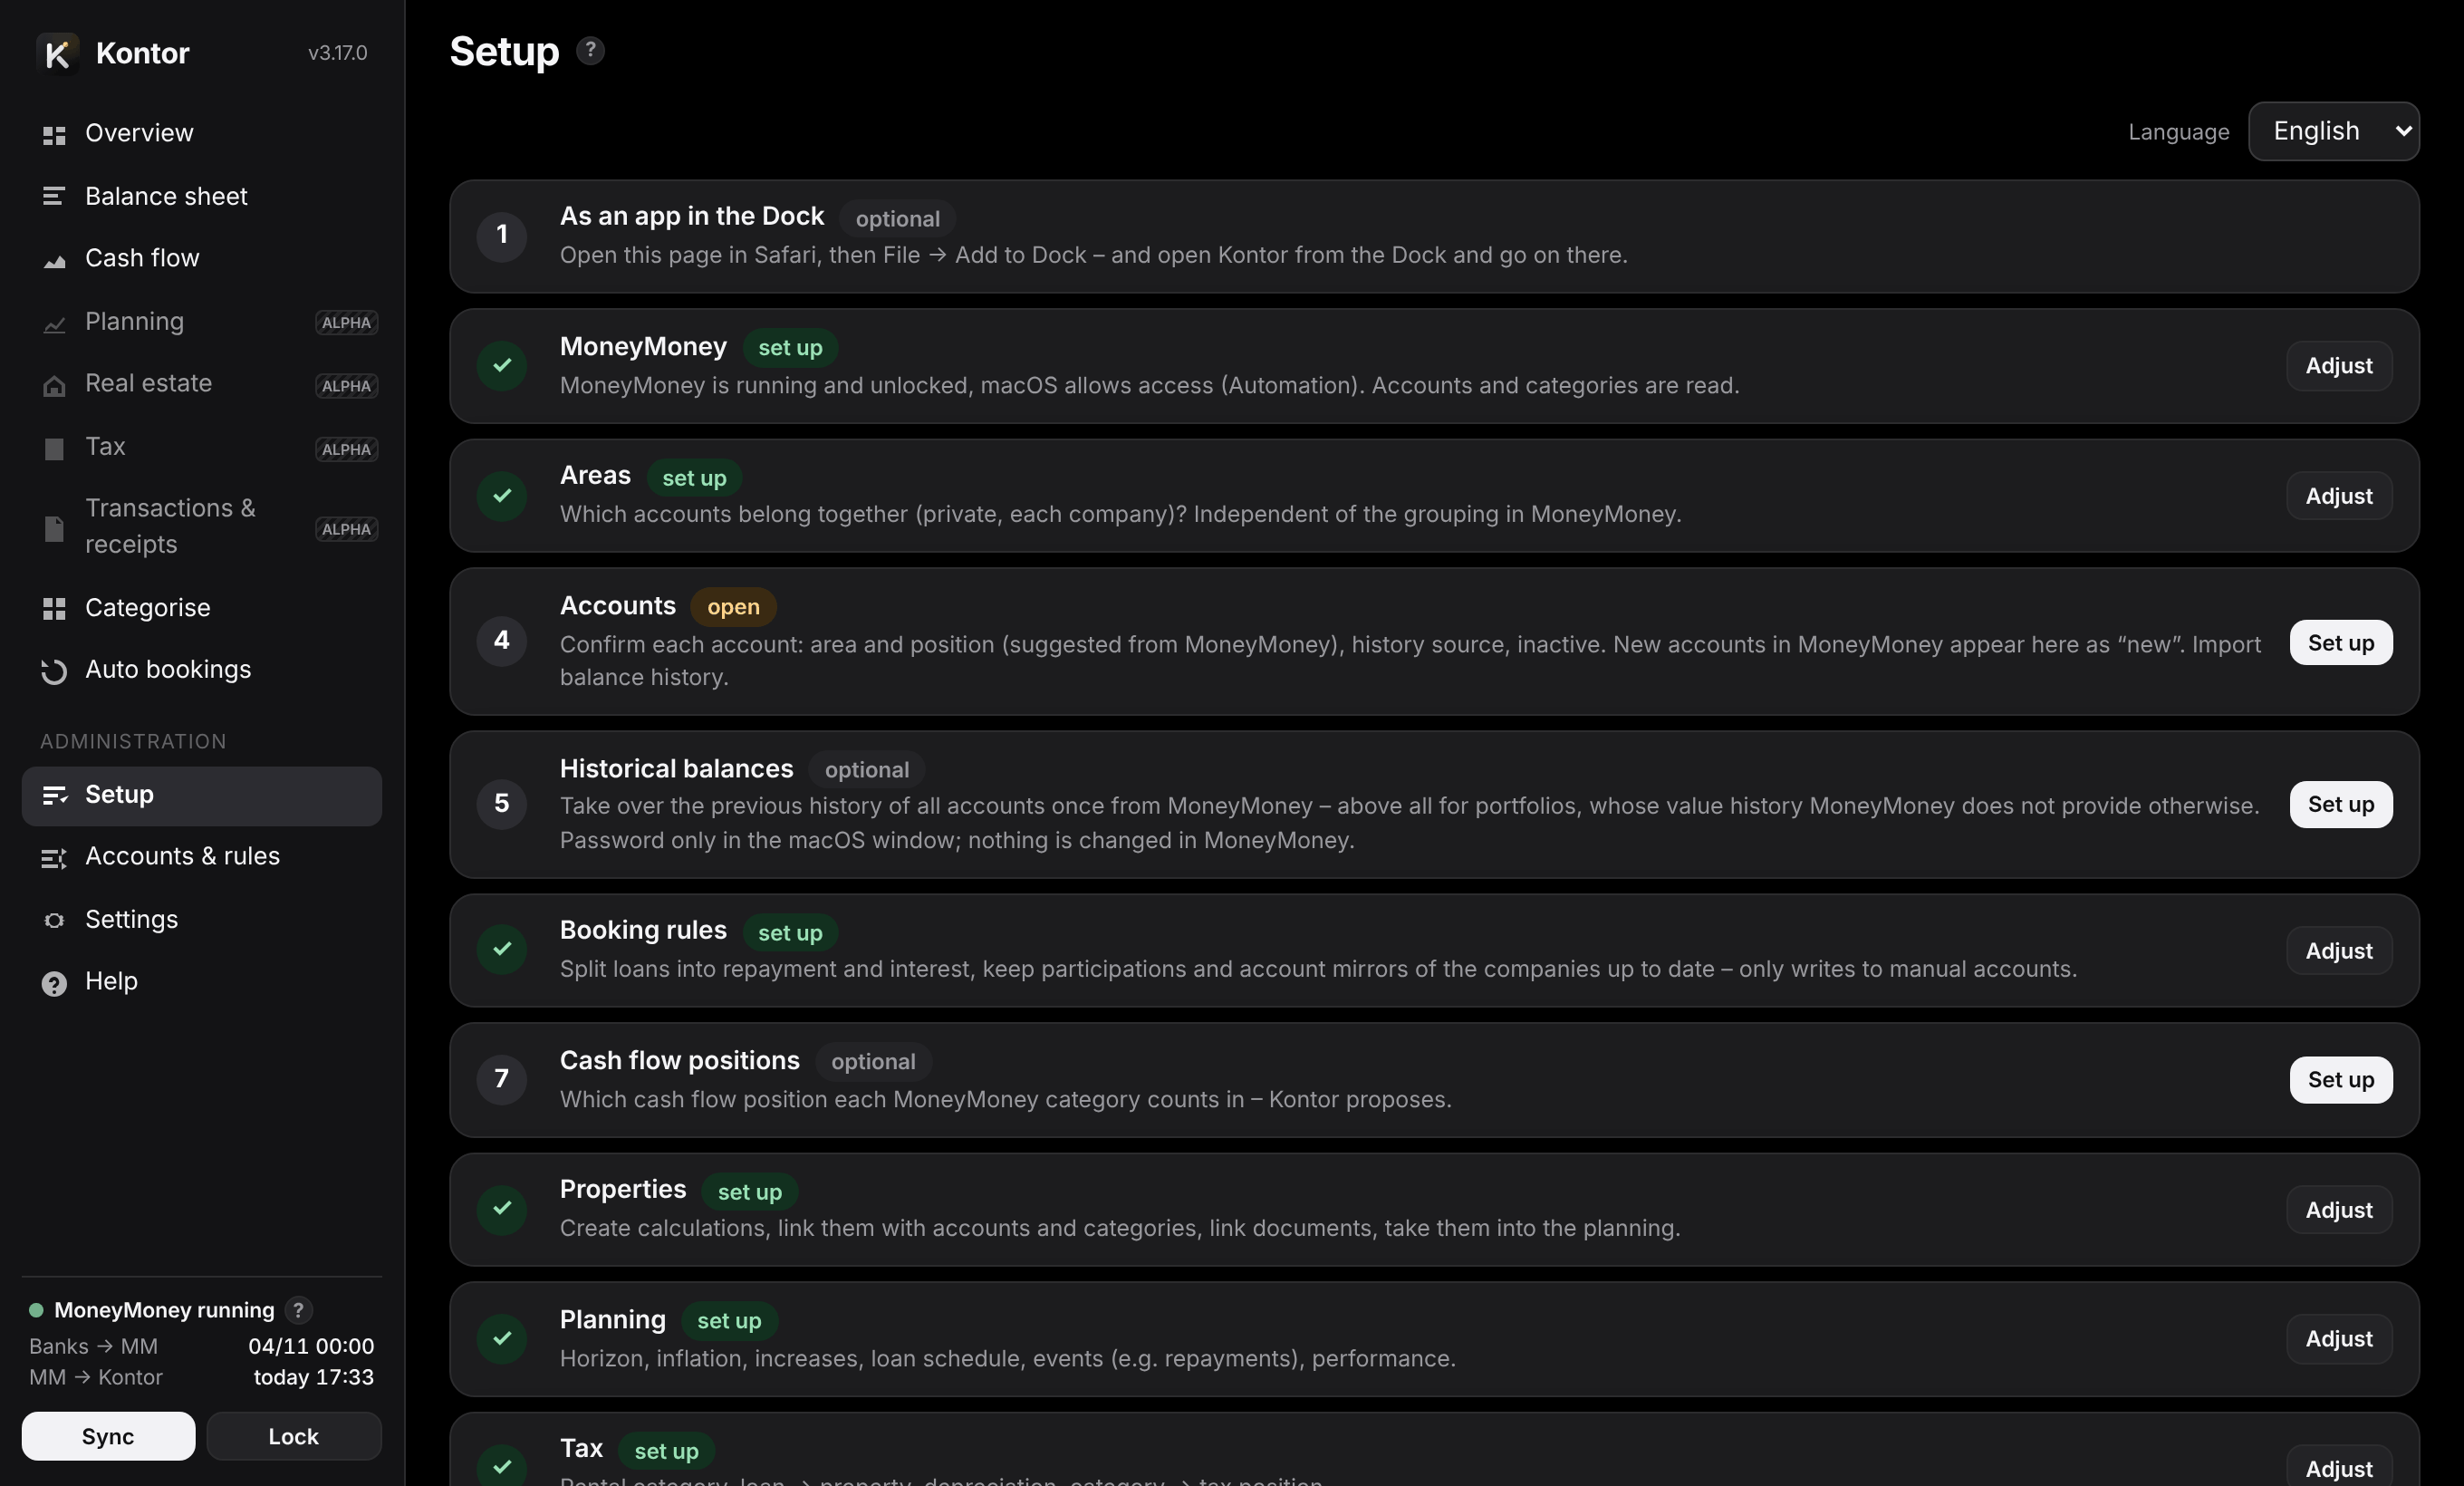 Kontor
v3.17.0
Overview
Balance sheet
Cash flow
Planning
ALPHA
Real estate
ALPHA
Tax
ALPHA
Transactions &
receipts
ALPHA
Categorise
Auto bookings
ADMINISTRATION
Setup
Accounts & rules
Settings
? Help
MoneyMoney running ?
Banks → MM 04/11 00:00
MM → Kontor today 17:33
Sync
Lock
Setup ?
Language English
1
As an app in the Dock optional
Open this page in Safari, then File → Add to Dock – and open Kontor from the Dock and go on there.
MoneyMoney set up
MoneyMoney is running and unlocked, macOS allows access (Automation). Accounts and categories are read.
Adjust
Areas set up
Which accounts belong together (private, each company)? Independent of the grouping in MoneyMoney.
Adjust
4
Accounts open
Confirm each account: area and position (suggested from MoneyMoney), history source, inactive. New accounts in MoneyMoney appear here as “new”. Import
balance history.
Set up
5
Historical balances optional
Take over the previous history of all accounts once from MoneyMoney – above all for portfolios, whose value history MoneyMoney does not provide otherwise.
Password only in the macOS window; nothing is changed in MoneyMoney.
Set up
Booking rules set up
Split loans into repayment and interest, keep participations and account mirrors of the companies up to date – only writes to manual accounts.
Adjust
7
Cash flow positions optional
Which cash flow position each MoneyMoney category counts in – Kontor proposes.
Set up
Properties set up
Create calculations, link them with accounts and categories, link documents, take them into the planning.
Adjust
Planning set up
Horizon, inflation, increases, loan schedule, events (e.g. repayments), performance.
Adjust
Tax set up
Rental category, loan → property, depreciation, category → tax position
Adjust